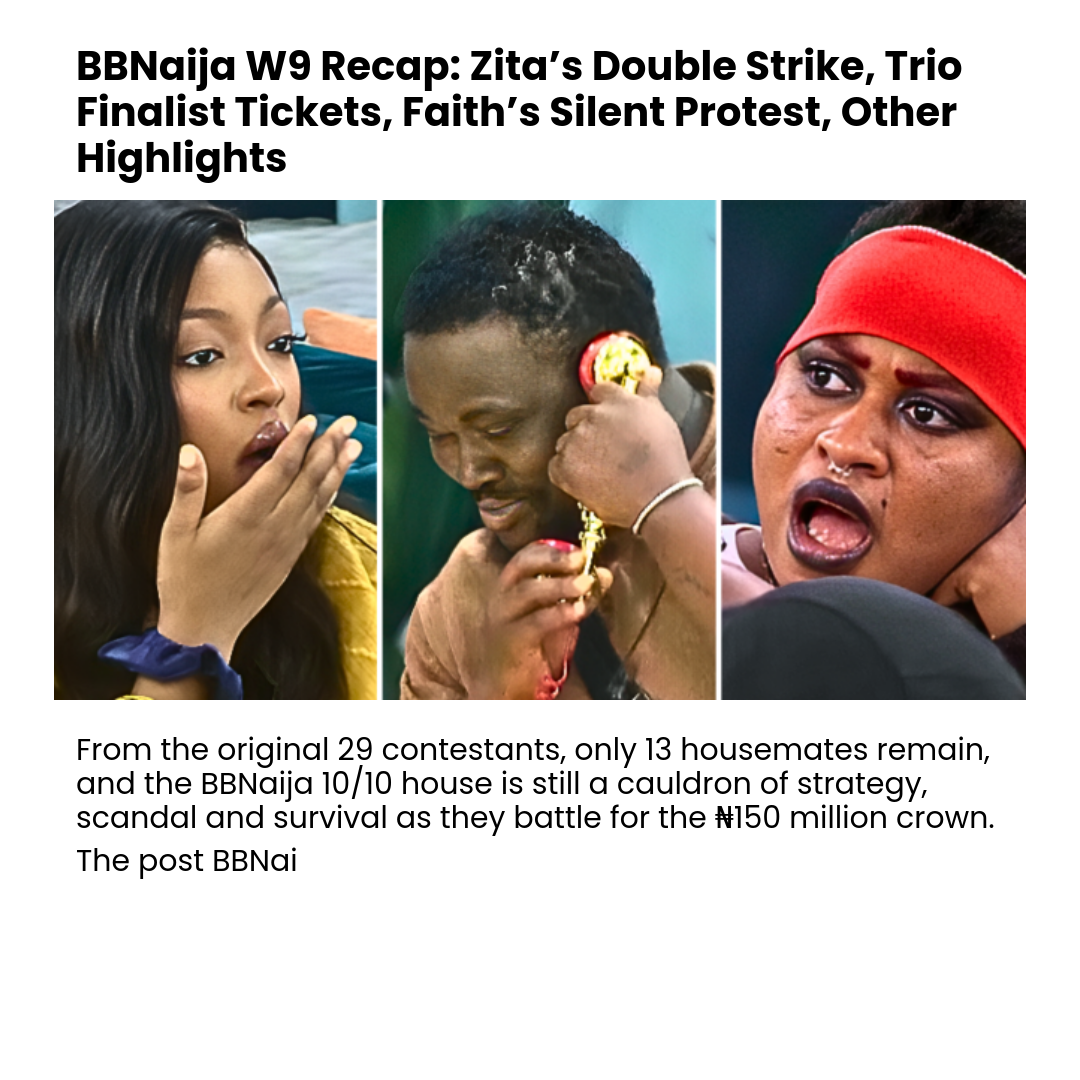 BBNaija W9 Recap: Zita’s Double Strike, Trio
Finalist Tickets, Faith’s Silent Protest, Other
Highlights
From the original 29 contestants, only 13 housemates remain,
and the BBNaija 10/10 house is still a cauldron of strategy,
scandal and survival as they battle for the ₦150 million crown.
The post BBNai